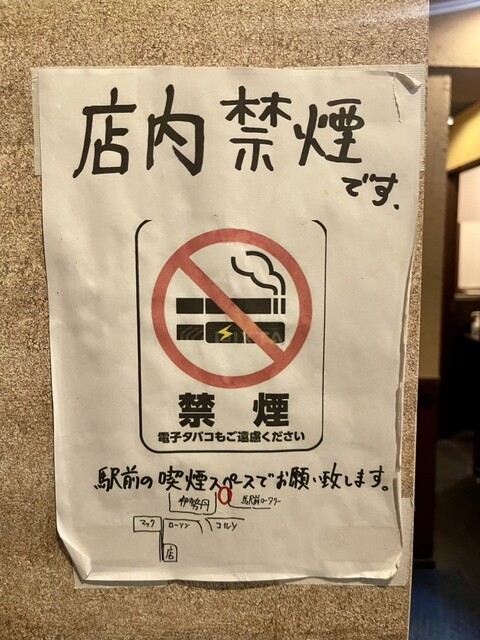 店内禁煙
です.
禁煙
電子タバコもご遠慮ください
駅前の喫煙スペースでお願い致します。
伊勢丹 駅前ロータリー
マック ローソン コルソ
店